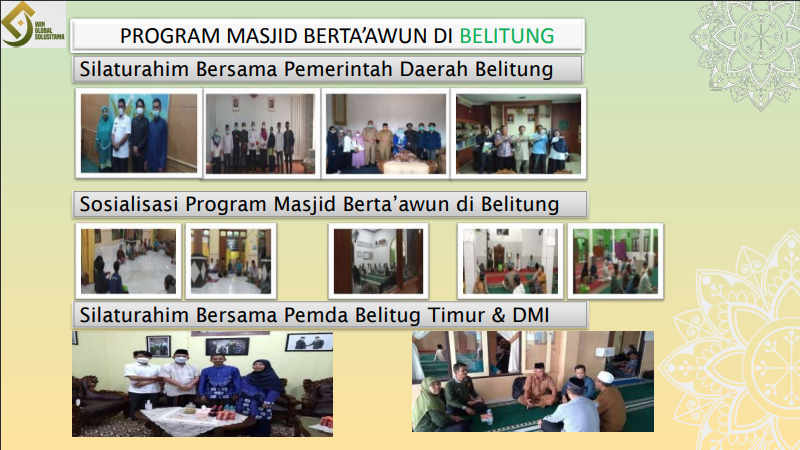 WIN
GLOBAL
SOLUSITAMA
PROGRAM MASJID BERTA’AWUN DI BELITUNG
Silaturahim Bersama Pemerintah Daerah Belitung
Sosialisasi Program Masjid Berta’awun di Belitung
Silaturahim Bersama Pemda Belitug Timur & DMI